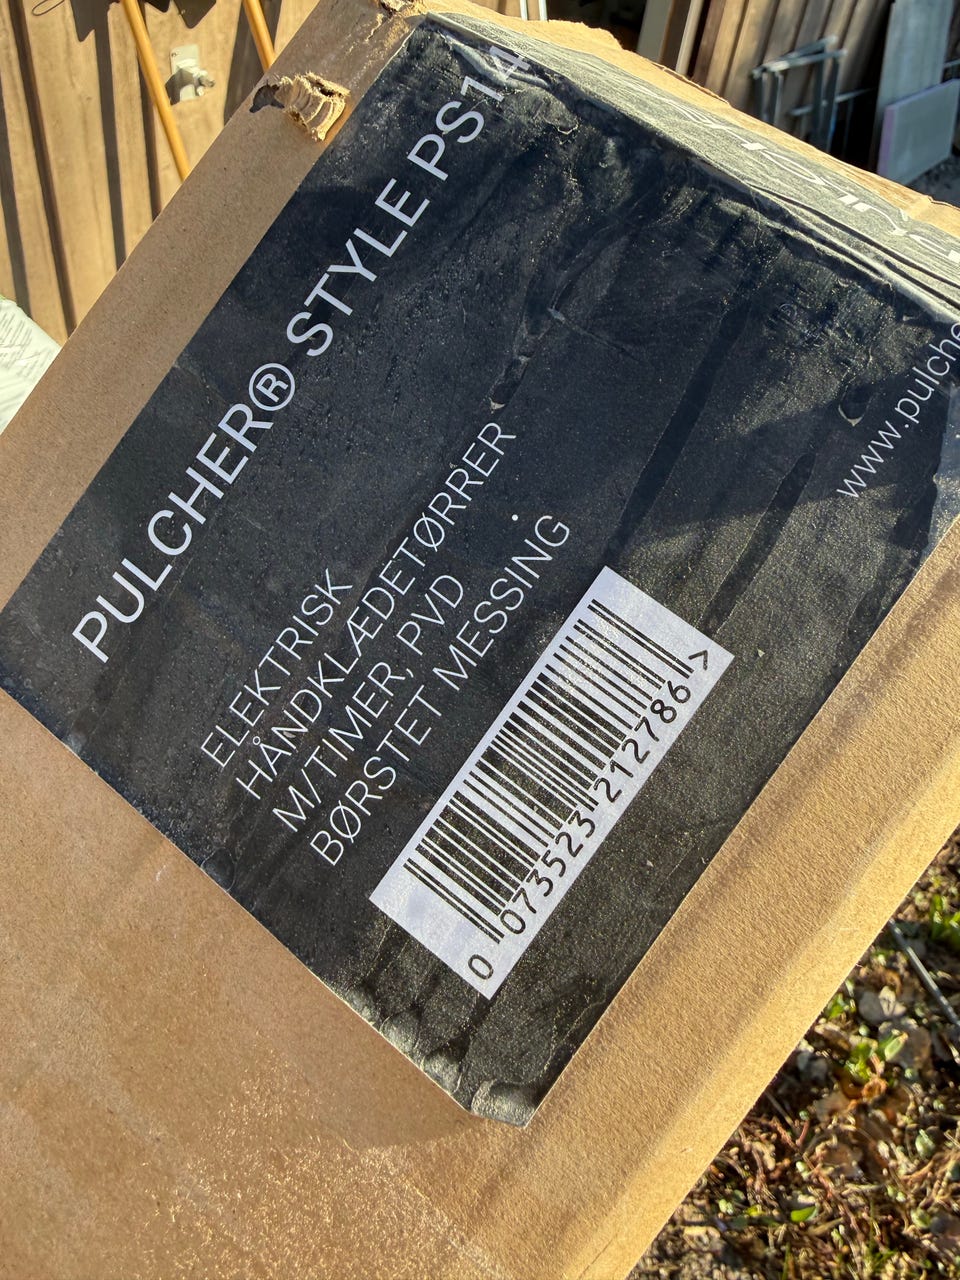 PULCHER® STYLE PS14
ELEKTRISK
HÅNDKLÆDETØRRER
M/TIMER, PVD
BØRSTET MESSING
0 073523 212786 >
www.pulche